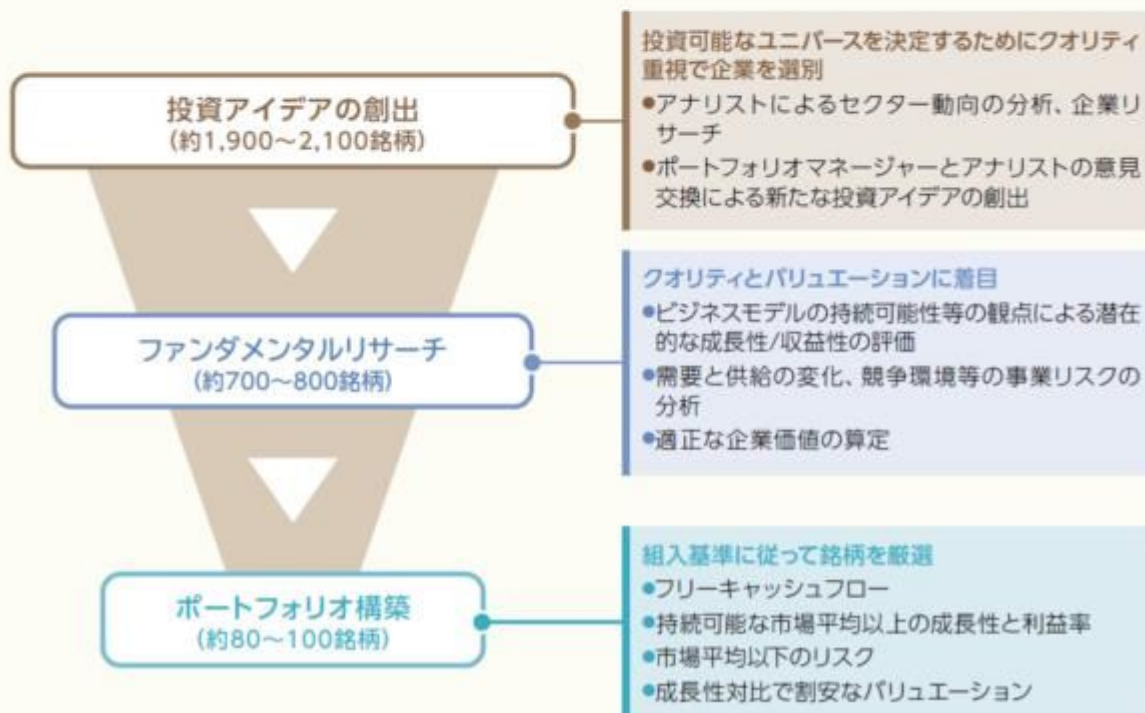 投資アイデアの創出
(約1,900～2,100銘柄)
投資可能なユニバースを決定するためにクオリティ
重視で企業を選別
●アナリストによるセクター動向の分析、企業リ
サーチ
●ポートフォリオマネージャーとアナリストの意見
交換による新たな投資アイデアの創出
ファンダメンタルリサーチ
(約700～800銘柄)
クオリティとバリュエーションに着目
●ビジネスモデルの持続可能性等の観点による潜在
的な成長性/収益性の評価
●需要と供給の変化、競争環境等の事業リスクの
分析
●適正な企業価値の算定
ポートフォリオ構築
(約80～100銘柄)
組入基準に従って銘柄を厳選
●フリーキャッシュフロー
●持続可能な市場平均以上の成長性と利益率
●市場平均以下のリスク
●成長性対比で割安なバリュエーション